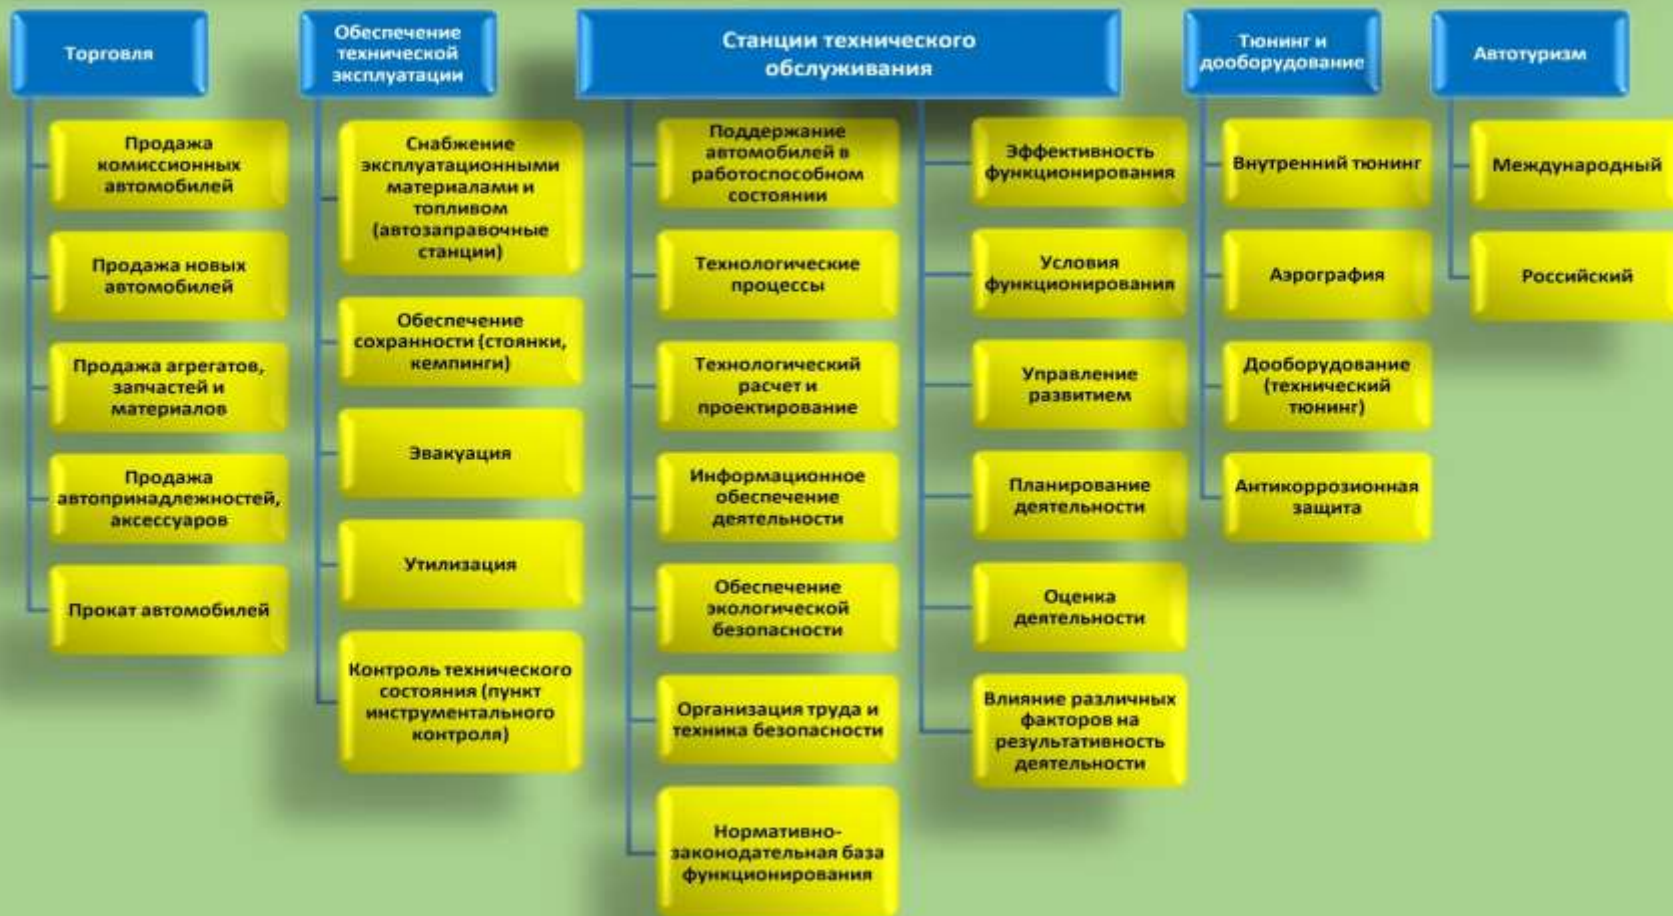 Торговля
Продажа
комиссионных
автомобилей
Продажа новых
автомобилей
Продажа агрегатов,
запчастей и
материалов
Продажа
автопринадлежностей,
аксессуаров
Прокат автомобилей
Обеспечение
технической
эксплуатации
Снабжение
эксплуатационными
материалами и
топливом
(автозаправочные
станции)
Обеспечение
сохранности (стоянки,
кемпинги)
Эвакуация
Утилизация
Контроль технического
состояния (пункт
инструментального
контроля)
Станции технического
обслуживания
Поддержание
автомобилей в
работоспособном
состоянии
Технологические
процессы
Технологический
расчет и
проектирование
Информационное
обеспечение
деятельности
Обеспечение
экологической
безопасности
Организация труда и
техника безопасности
Нормативно-
законодательная база
функционирования
Эффективность
функционирования
Условия
функционирования
Управление
развитием
Планирование
деятельности
Оценка
деятельности
Влияние различных
факторов на
результативность
деятельности
Тюнинг и
дооборудование
Внутренний тюнинг
Аэрография
Дооборудование
(технический
тюнинг)
Антикоррозионная
защита
Автотуризм
Международный
Российский